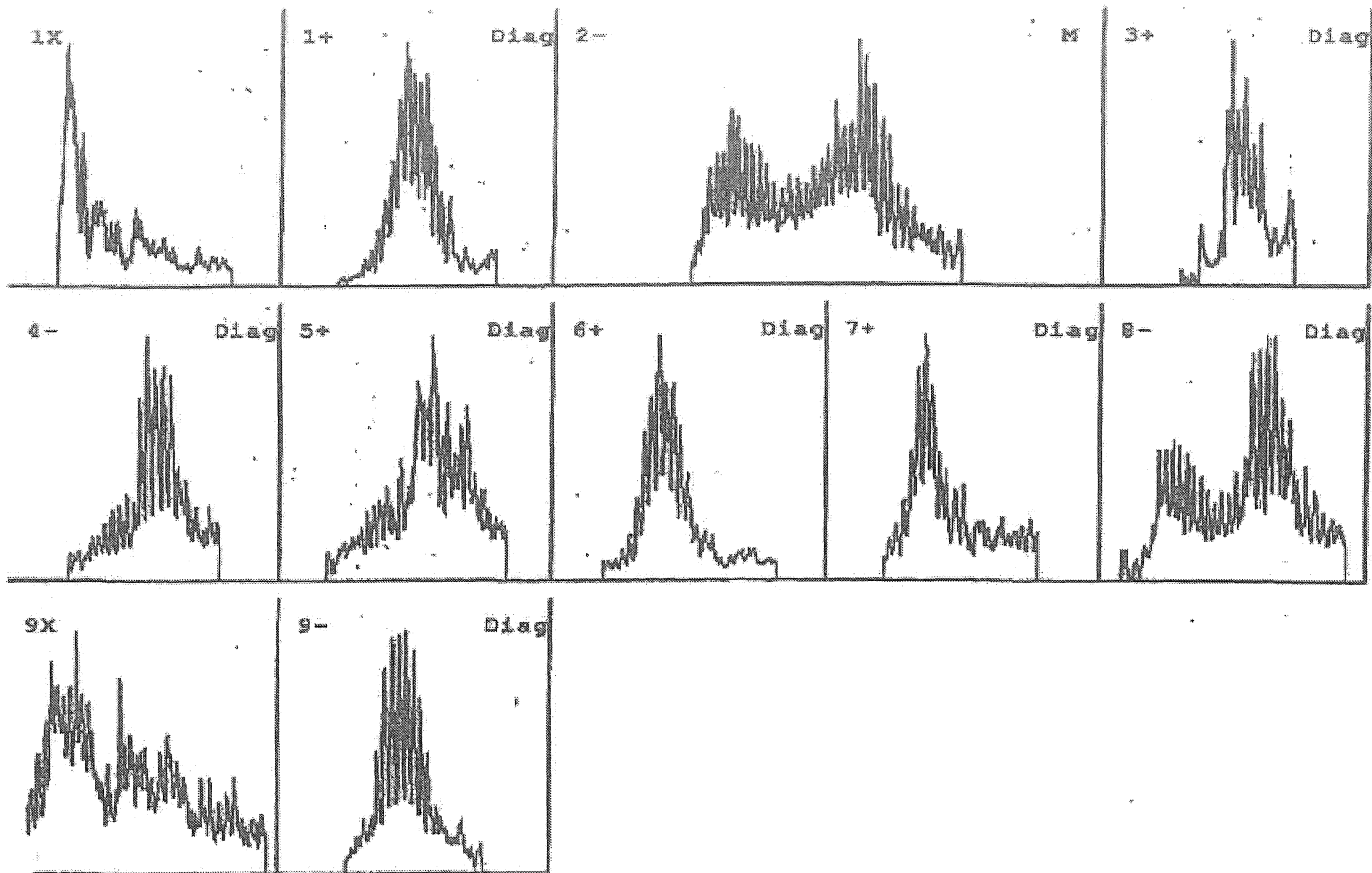 1X 1+ Diag 2- M 3+ Diag
4- Diag 5+ Diag 6+ Diag 7+ Diag 8- Diag
9X 9- Diag